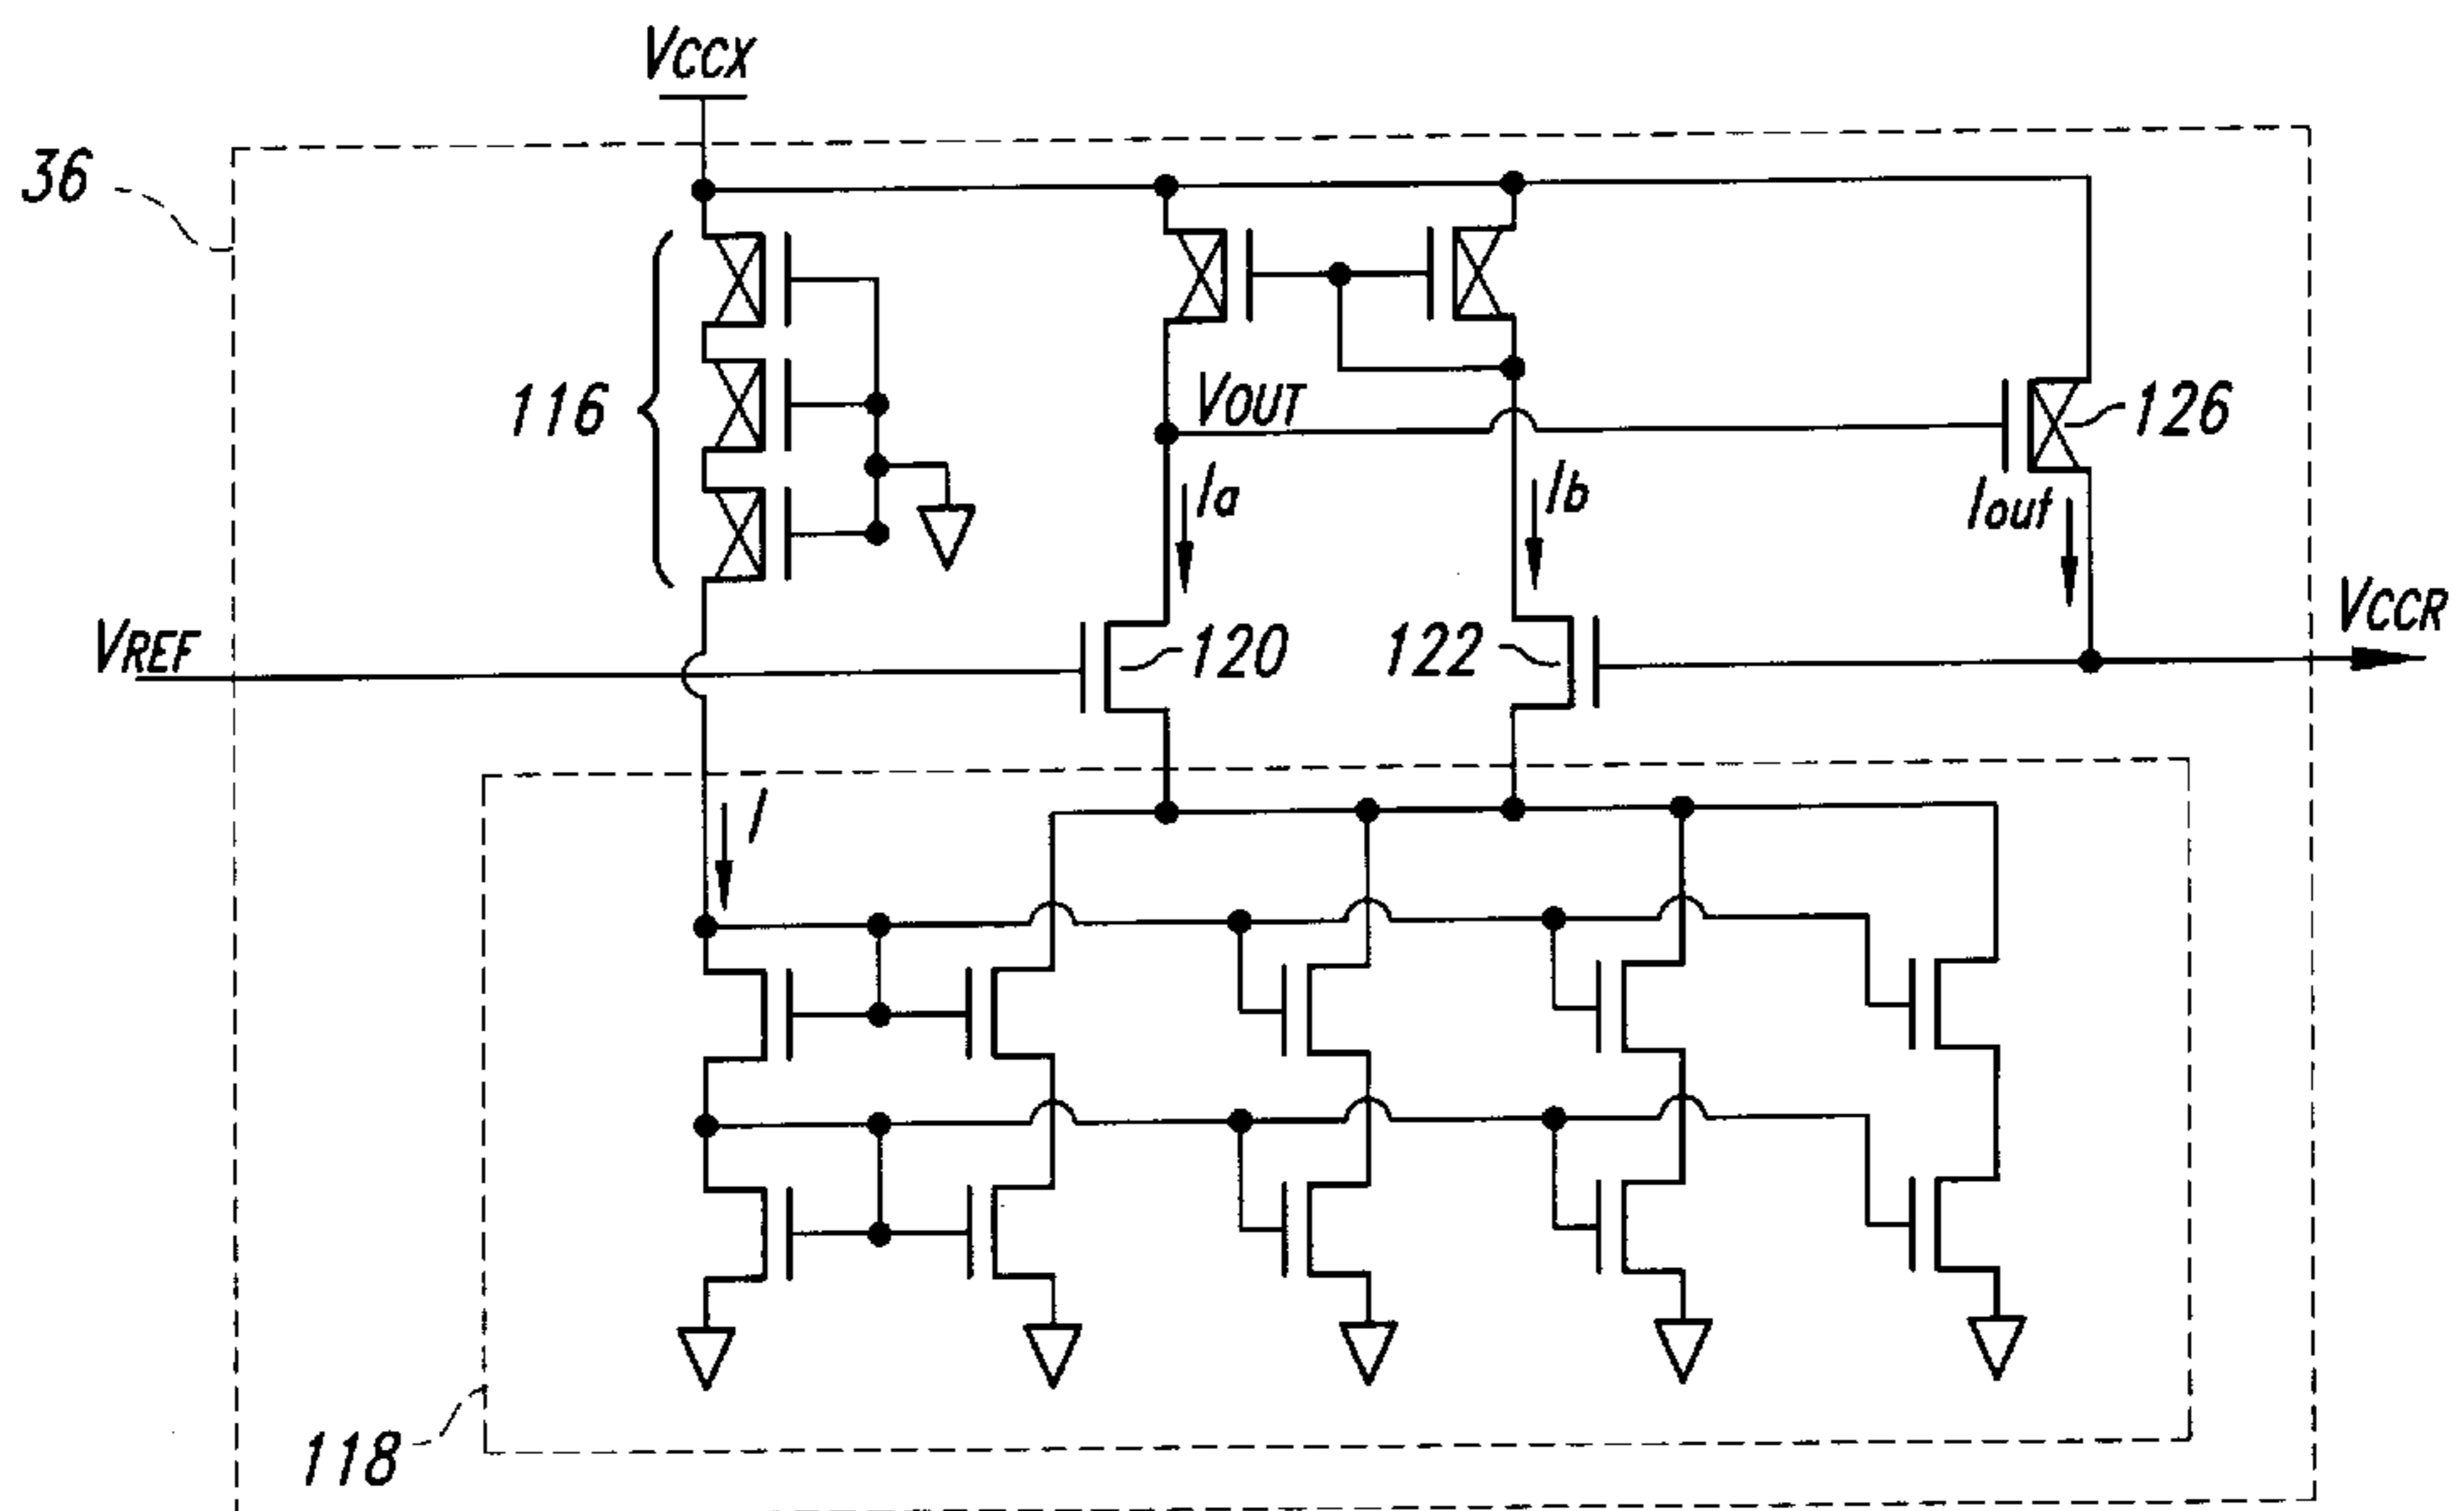 VCCX
36
116
VOUT
126
Ia
Ib
Iout
VREF
120
122
VCCR
I
118